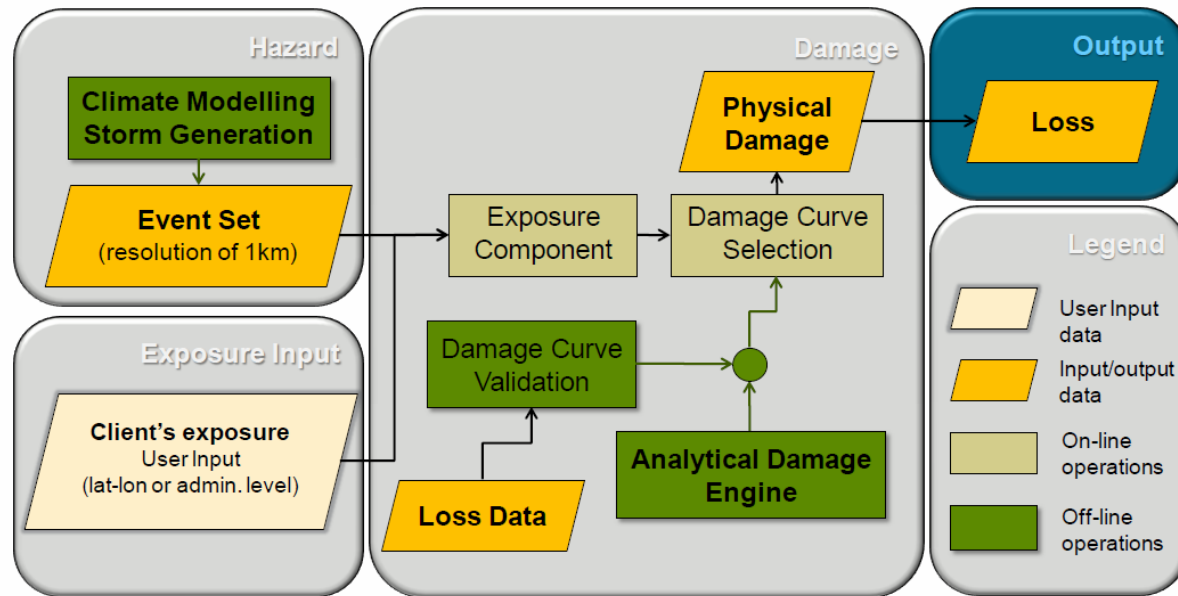 Hazard
Climate Modelling
Storm Generation
Event Set
(resolution of 1km)
Exposure Input
Client's exposure
User Input
(lat-lon or admin. level)
Damage
Physical
Damage
Exposure
Component
Damage Curve
Selection
Damage Curve
Validation
Analytical Damage
Engine
Loss Data
Output
Loss
Legend
User Input
data
Input/output
data
On-line
operations
Off-line
operations